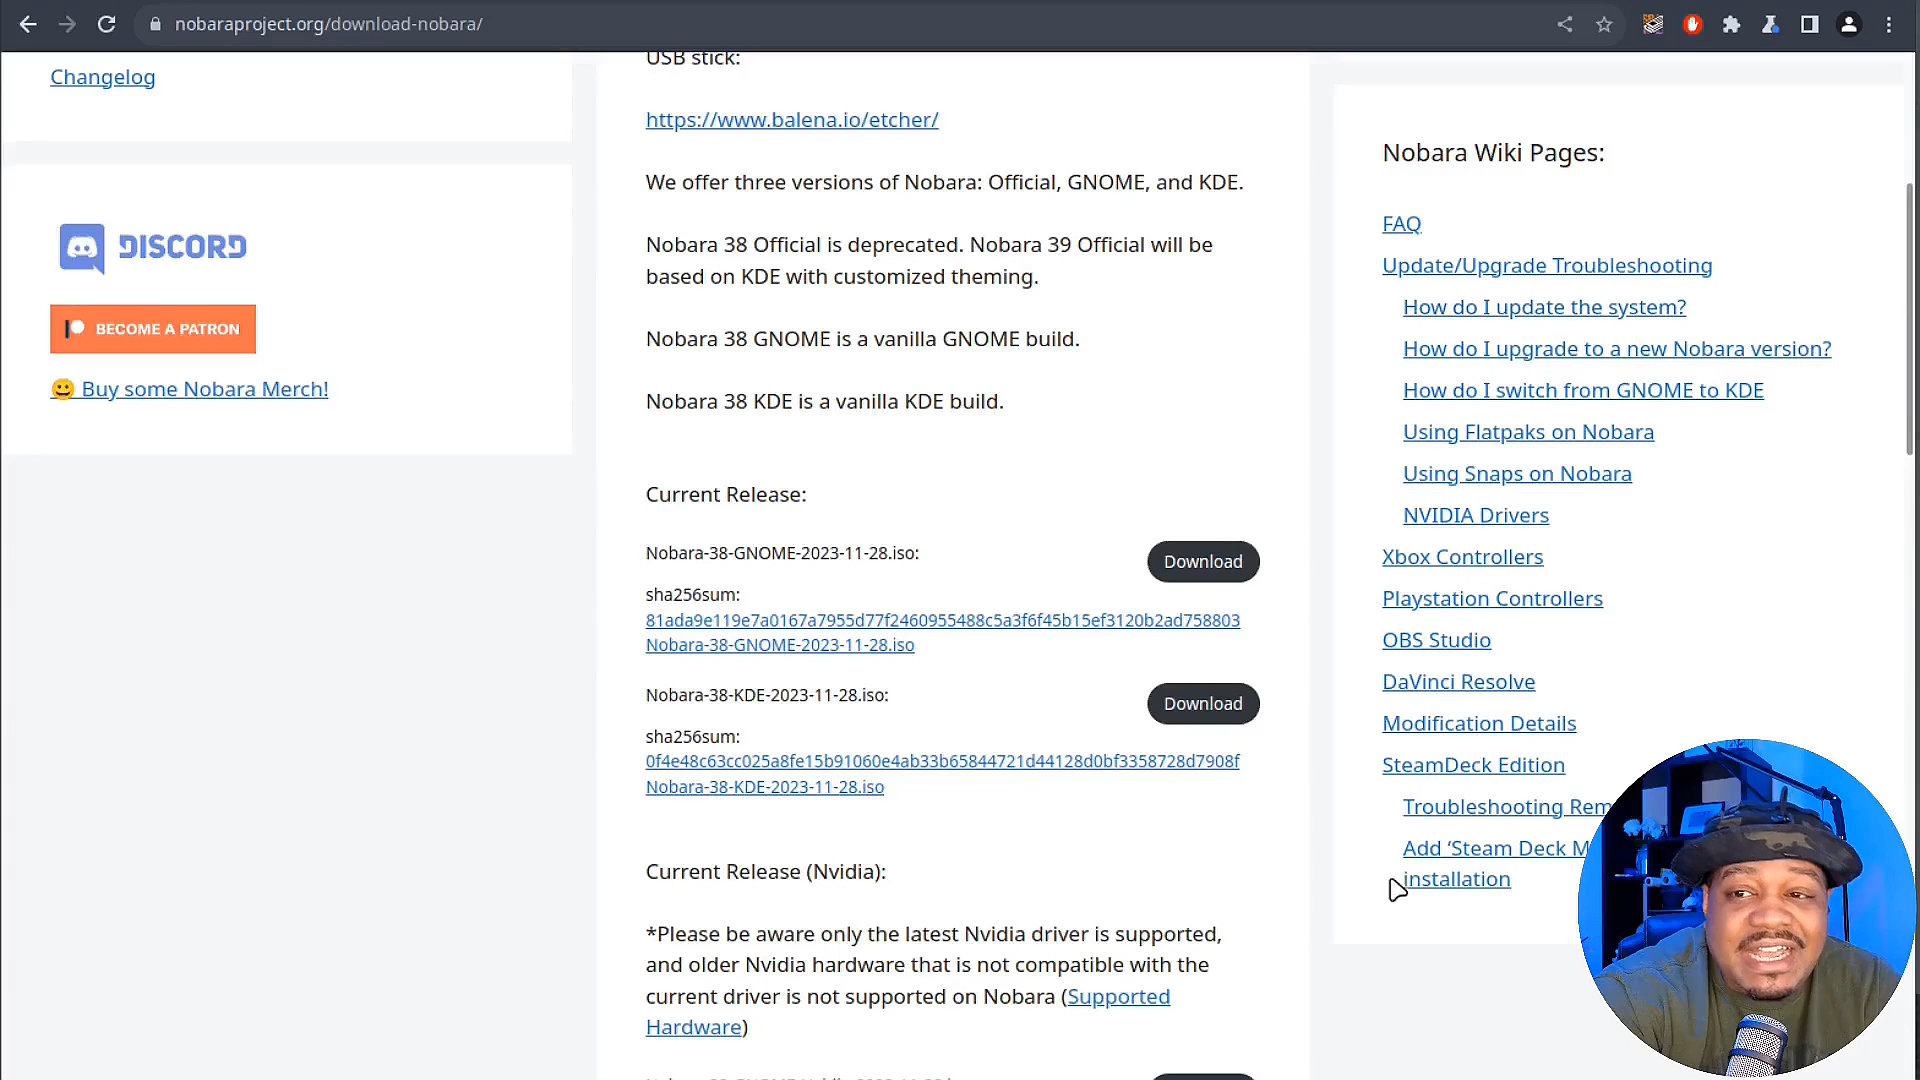 nobaraproject.org/download-nobara/
Changelog
DISCORD
BECOME A PATRON
Buy some Nobara Merch!
USB stick:
https://www.balena.io/etcher/
We offer three versions of Nobara: Official, GNOME, and KDE.
Nobara 38 Official is deprecated. Nobara 39 Official will be
based on KDE with customized theming.
Nobara 38 GNOME is a vanilla GNOME build.
Nobara 38 KDE is a vanilla KDE build.
Current Release:
Nobara-38-GNOME-2023-11-28.iso:
Download
sha256sum:
81ada9e119e7a0167a7955d77f2460955488c5a3f6f45b15ef3120b2ad758803
Nobara-38-GNOME-2023-11-28.iso
Nobara-38-KDE-2023-11-28.iso:
Download
sha256sum:
0f4e48c63cc025a8fe15b91060e4ab33b65844721d44128d0bf3358728d7908f
Nobara-38-KDE-2023-11-28.iso
Current Release (Nvidia):
*Please be aware only the latest Nvidia driver is supported,
and older Nvidia hardware that is not compatible with the
current driver is not supported on Nobara (Supported
Hardware)
Nobara Wiki Pages:
FAQ
Update/Upgrade Troubleshooting
How do I update the system?
How do I upgrade to a new Nobara version?
How do I switch from GNOME to KDE
Using Flatpaks on Nobara
Using Snaps on Nobara
NVIDIA Drivers
Xbox Controllers
Playstation Controllers
OBS Studio
DaVinci Resolve
Modification Details
SteamDeck Edition
Troubleshooting Rem
Add ‘Steam Deck M
installation